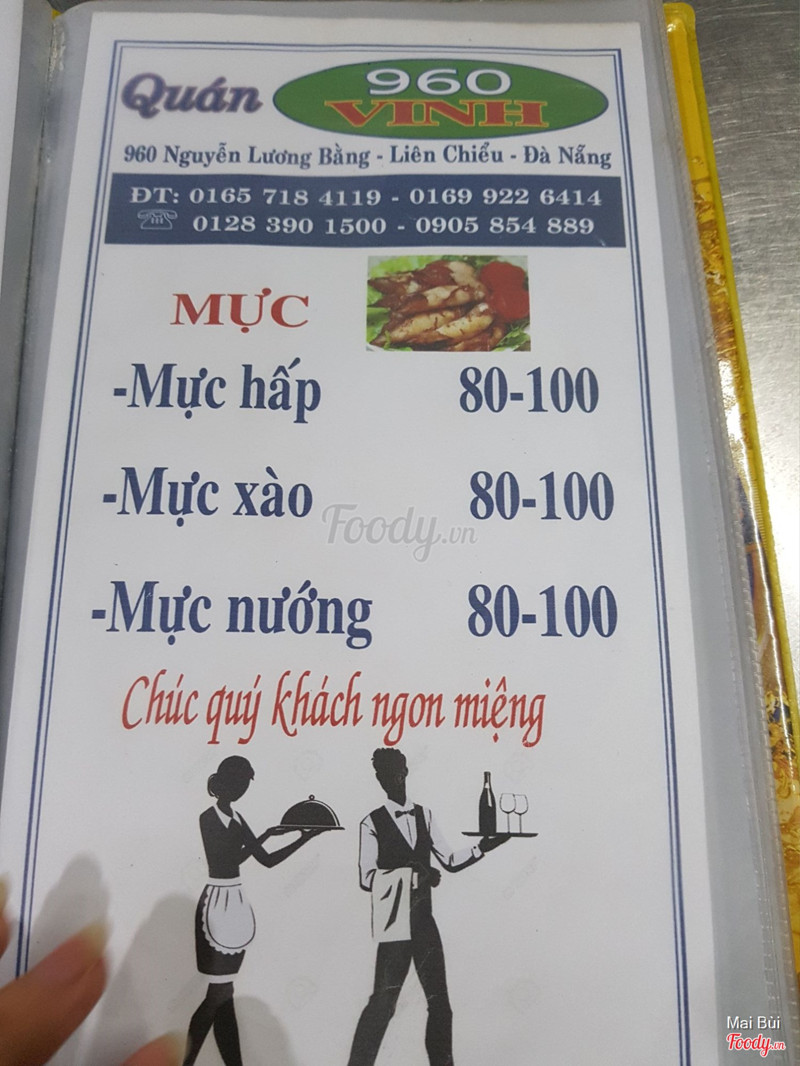 Quán 960 VINH
960 Nguyễn Lương Bằng - Liên Chiểu - Đà Nẵng
ĐT: 0165 718 4119 - 0169 922 6414
0128 390 1500 - 0905 854 889
MỰC
-Mực hấp 80-100
-Mực xào 80-100
Foody.vn
-Mực nướng 80-100
Chúc quý khách ngon miệng
Mai Bùi
Foody.vn